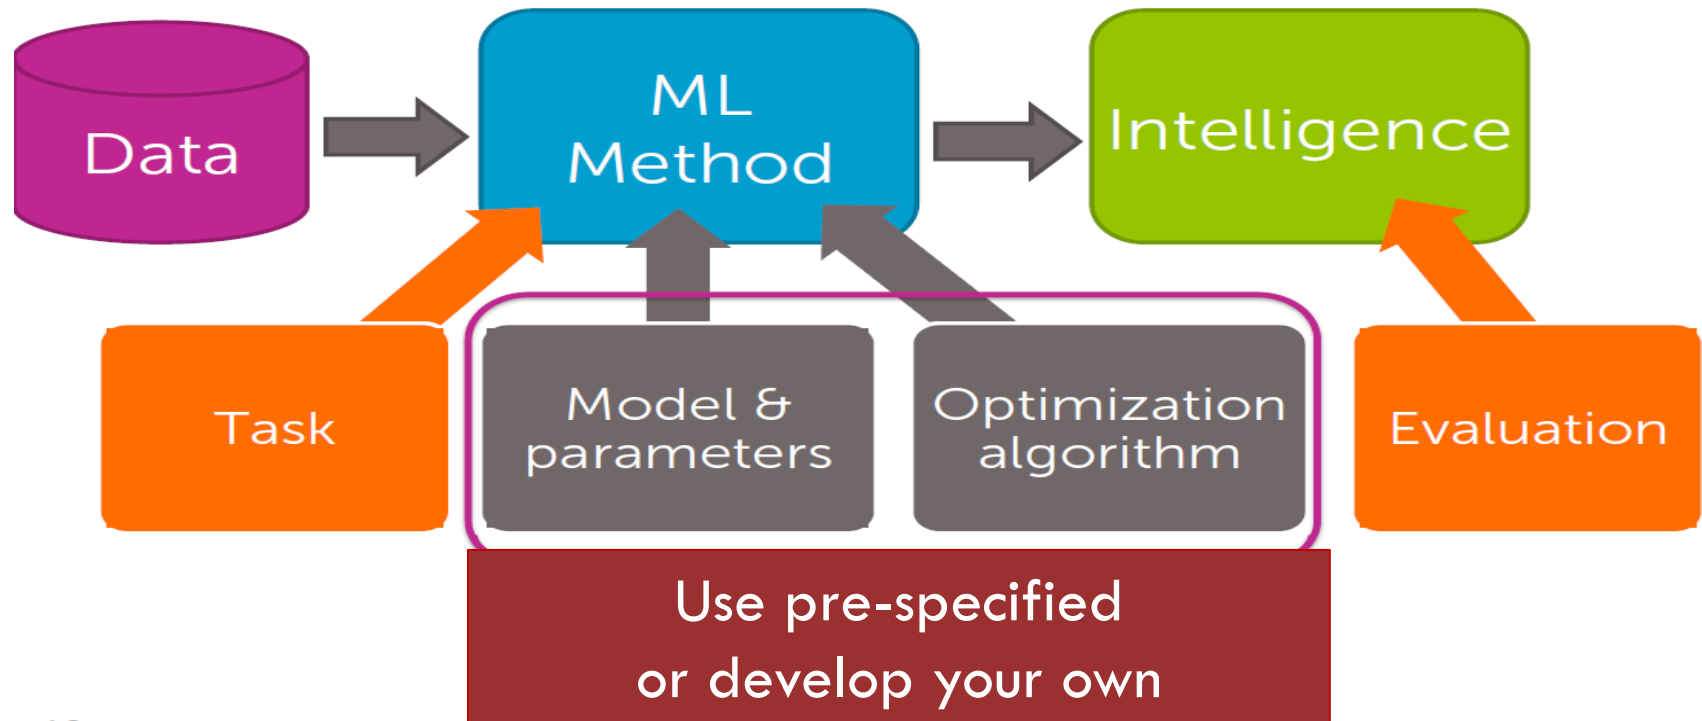 Data
ML
Method
Intelligence
Task
Model &
parameters
Optimization
algorithm
Evaluation
Use pre-specified
or develop your own